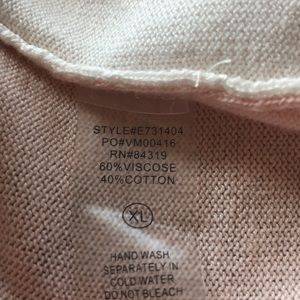 STYLE#E731404
PO#VM00416
RN#84319
60%VISCOSE
40%COTTON
XL
HAND WASH
SEPARATELY IN
COLD WATER
DO NOT BLEACH